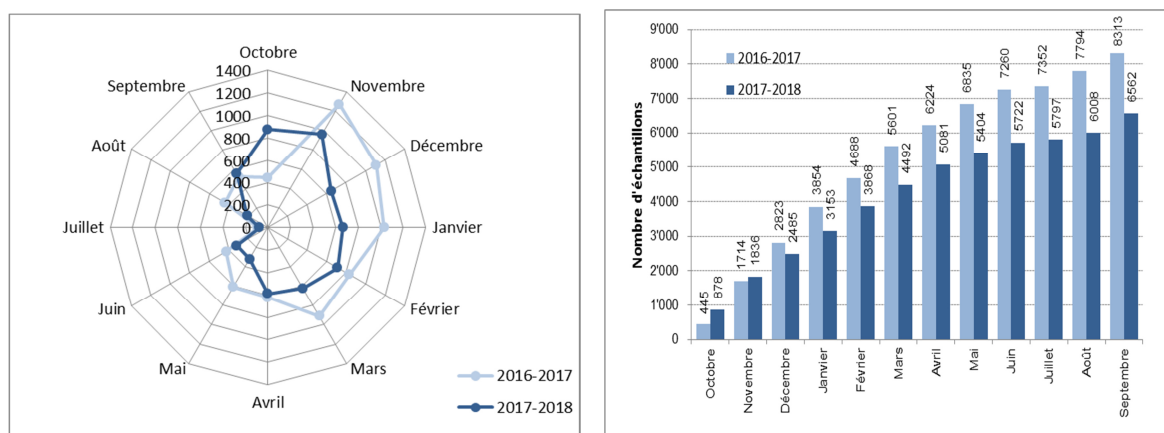 Octobre
1400
Septembre
Novembre
1200
1000
Août
800
Décembre
600
400
200
Juillet
0
Janvier
Juin
Février
Mai
Mars
Avril
2016-2017
2017-2018
Nombre d'échantillons
9'000
8'000
7'000
6'000
5'000
4'000
3'000
2'000
1'000
0
2016-2017
2017-2018
445
878
1714
1836
2823
2485
3854
3153
4688
3868
5601
4492
6224
5081
6835
5404
7260
5722
7352
5797
7794
6008
8313
6562
Octobre
Novembre
Décembre
Janvier
Février
Mars
Avril
Mai
Juin
Juillet
Août
Septembre